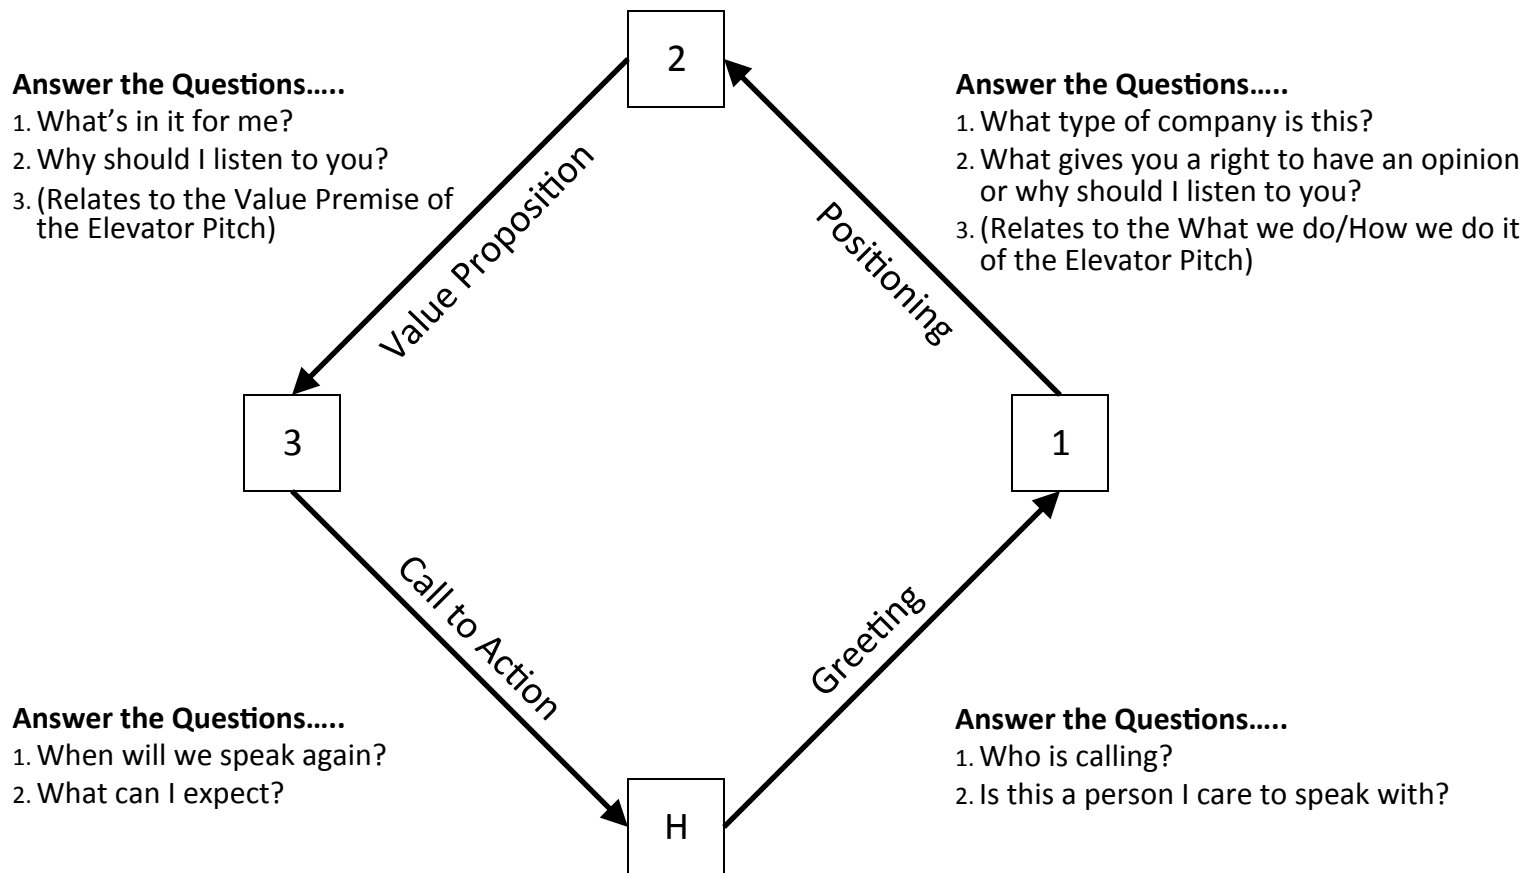 2
Answer the Questions…..
1. What’s in it for me?
2. Why should I listen to you?
3. (Relates to the Value Premise of
the Elevator Pitch)
Answer the Questions…..
1. What type of company is this?
2. What gives you a right to have an opinion
or why should I listen to you?
3. (Relates to the What we do/How we do it
of the Elevator Pitch)
Value Proposition
Positioning
3
1
Call to Action
Greeting
Answer the Questions…..
1. When will we speak again?
2. What can I expect?
Answer the Questions…..
1. Who is calling?
2. Is this a person I care to speak with?
H